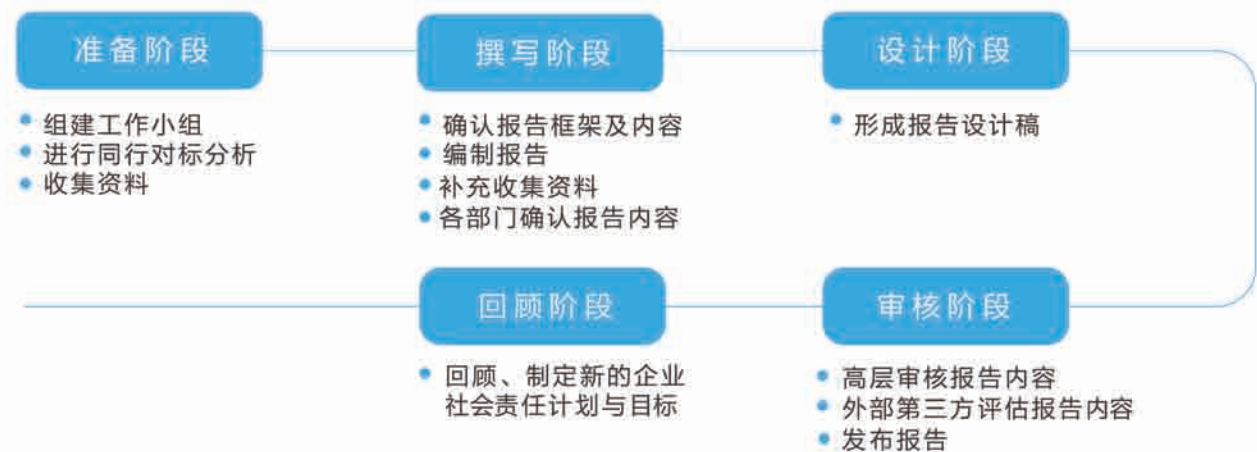 准备阶段
组建工作小组
进行同行对标分析
收集资料
撰写阶段
确认报告框架及内容
编制报告
补充收集资料
各部门确认报告内容
设计阶段
形成报告设计稿
审核阶段
高层审核报告内容
外部第三方评估报告内容
发布报告
回顾阶段
回顾、制定新的企业
社会责任计划与目标